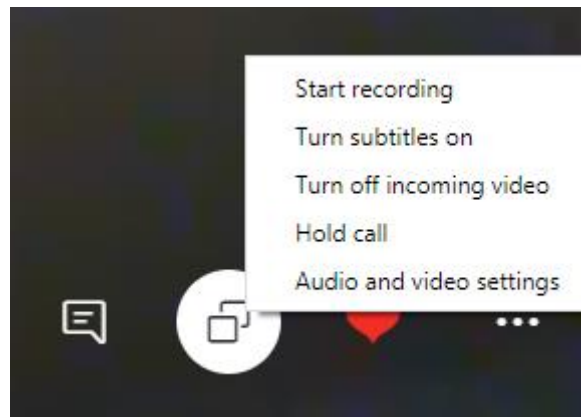 Start recording
Turn subtitles on
Turn off incoming video
Hold call
Audio and video settings